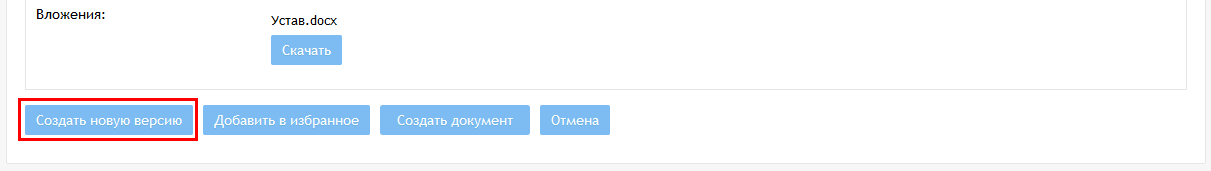 Вложения:
Устав.docx
Скачать
Создать новую версию Добавить в избранное Создать документ Отмена